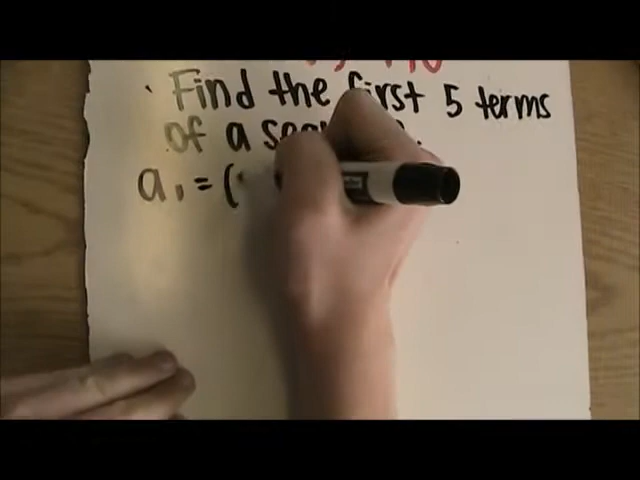 · Find the first 5 terms
of a
a₁ = (